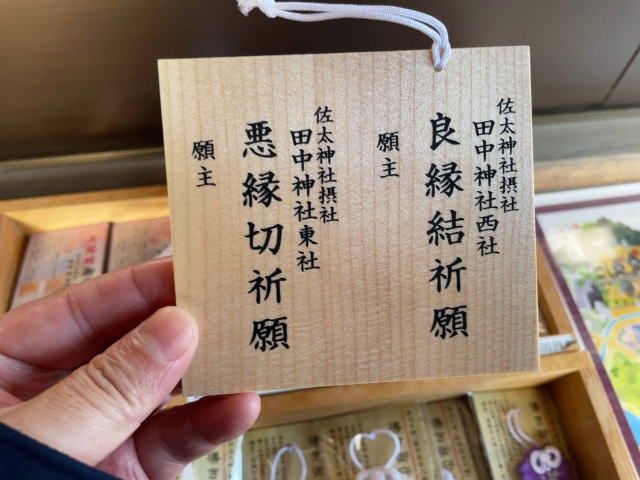 佐太神社摂社
田中神社西社
良縁結祈願
願主
佐太神社摂社
田中神社東社
悪縁切祈願
願主